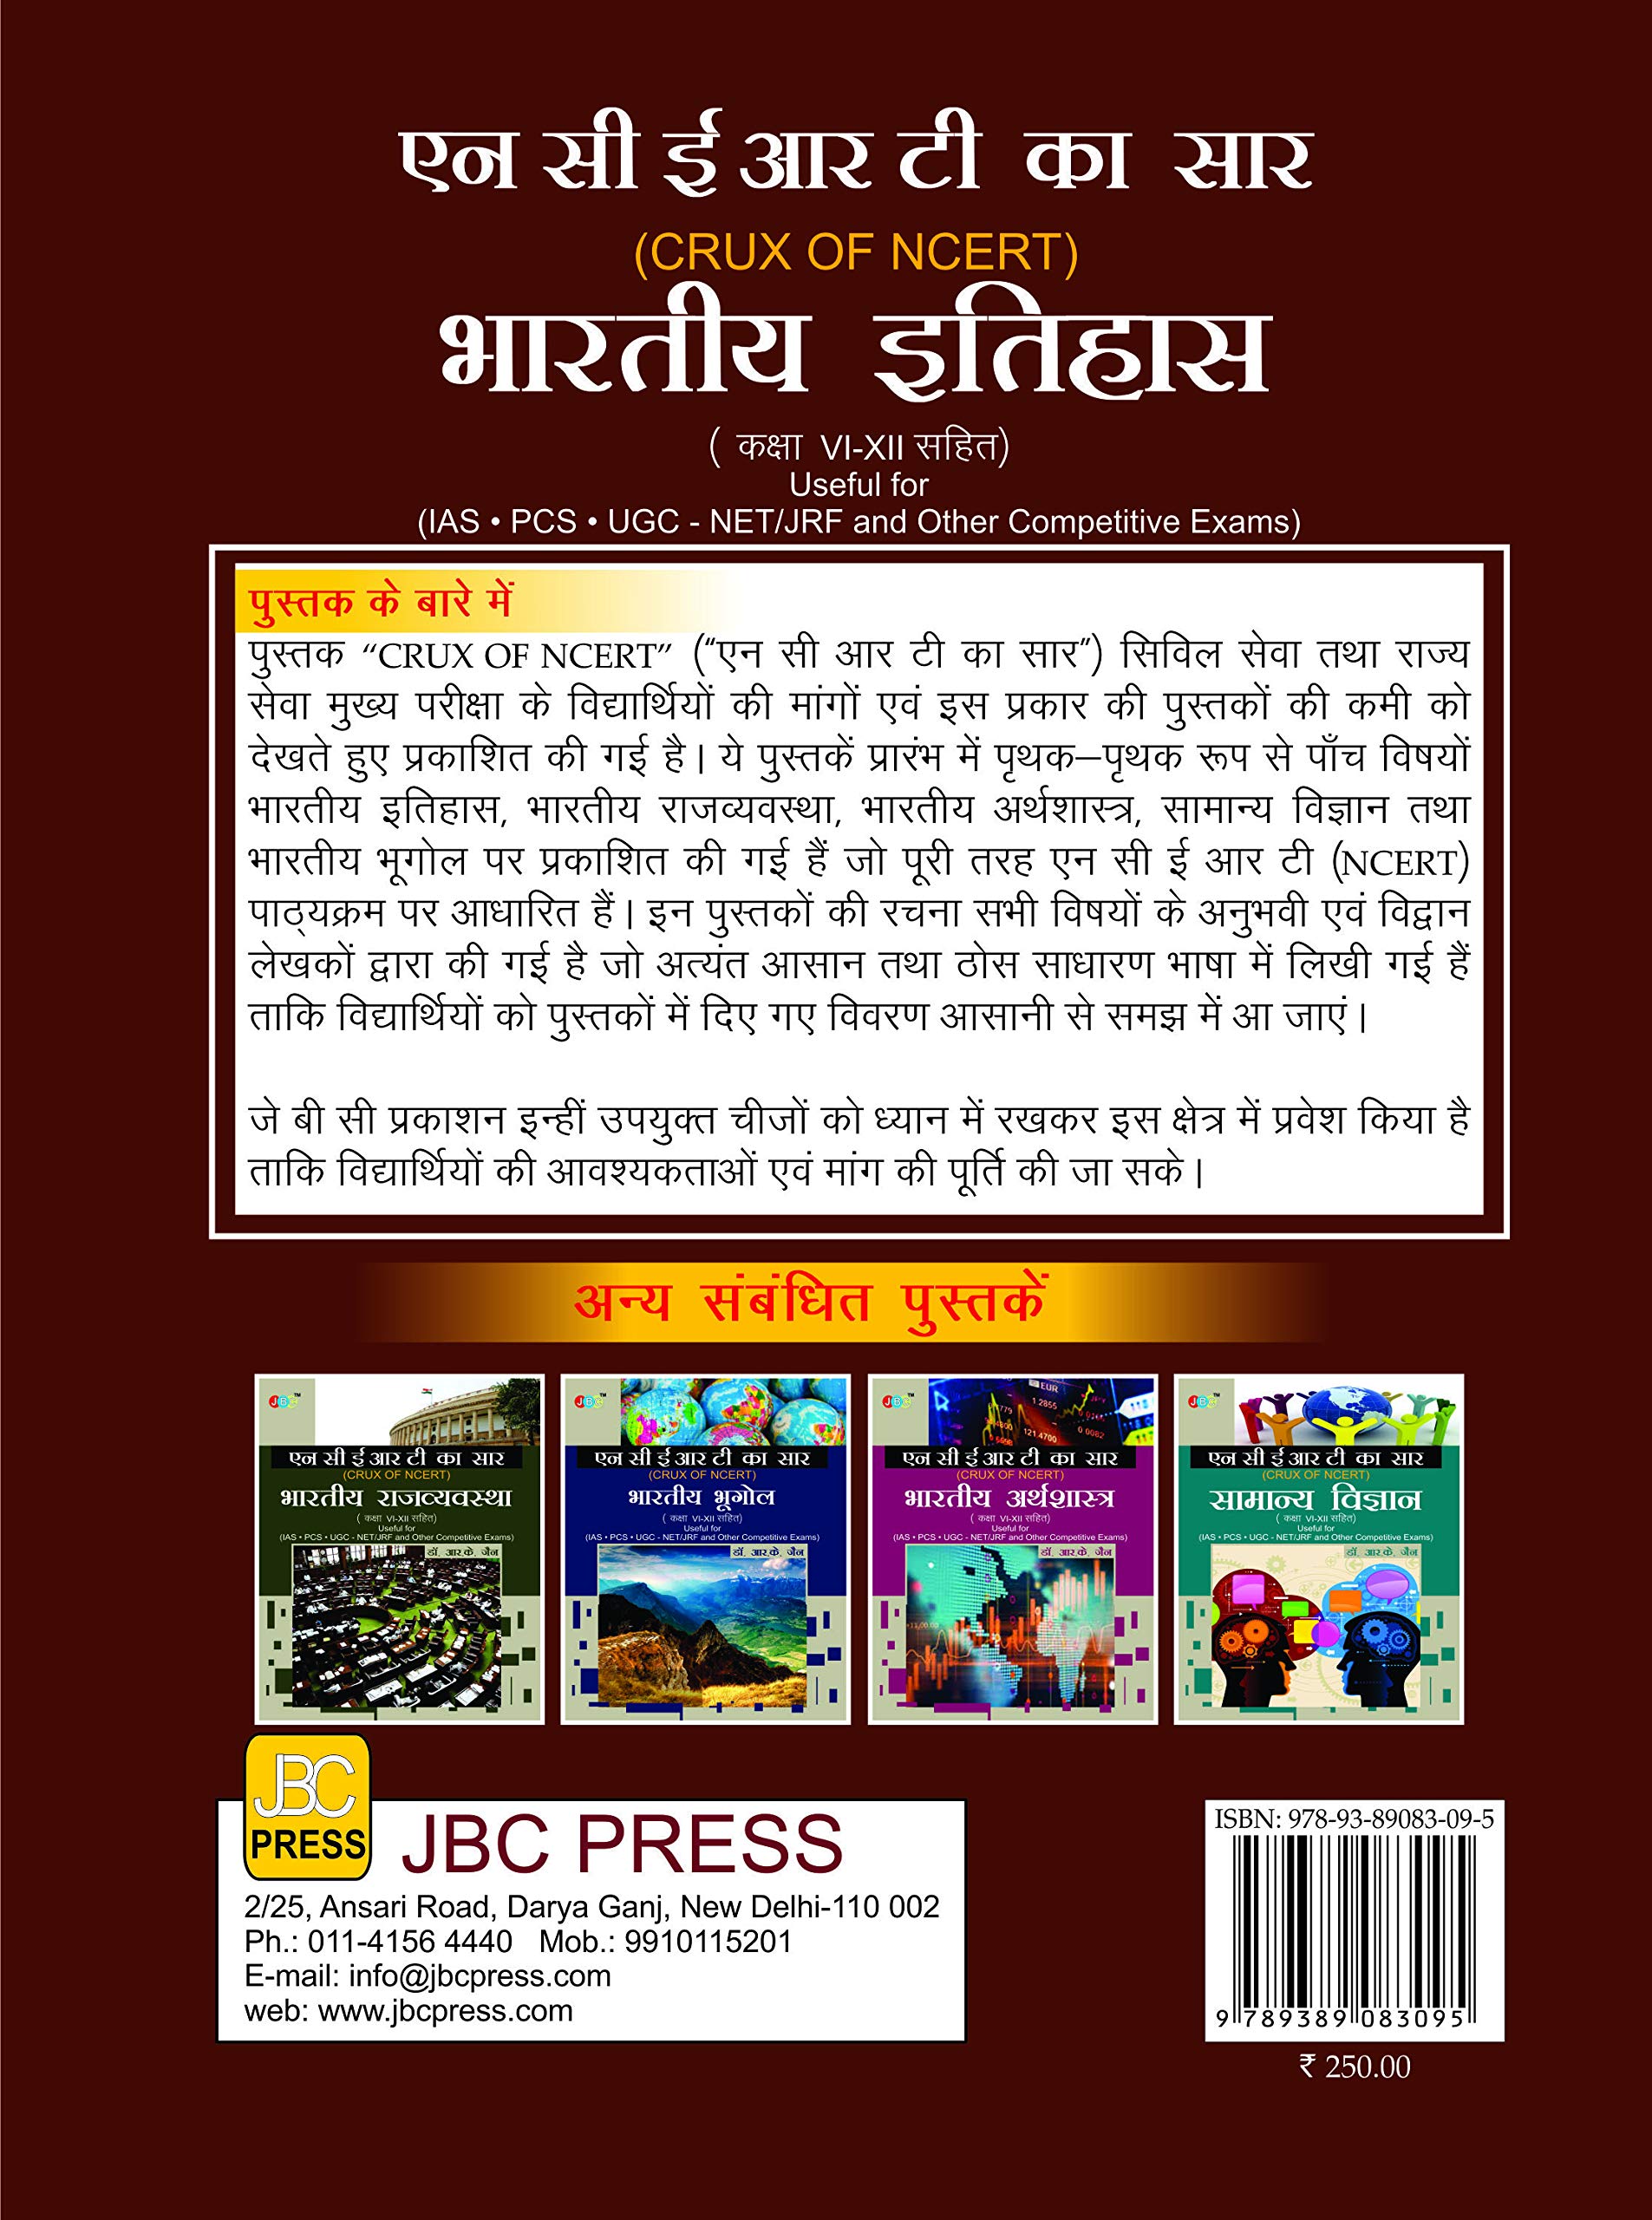 एन सी ई आर टी का सार
(CRUX OF NCERT)
भारतीय इतिहास
( कक्षा VI-XII सहित)
Useful for
(IAS • PCS • UGC - NET/JRF and Other Competitive Exams)
पुस्तक के बारे में
पुस्तक “CRUX OF NCERT” (“एन सी आर टी का सार”) सिविल सेवा तथा राज्य
सेवा मुख्य परीक्षा के विद्यार्थियों की मांगों एवं इस प्रकार की पुस्तकों की कमी को
देखते हुए प्रकाशित की गई है। ये पुस्तकें प्रारंभ में पृथक–पृथक रूप से पाँच विषयों
भारतीय इतिहास, भारतीय राजव्यवस्था, भारतीय अर्थशास्त्र, सामान्य विज्ञान तथा
भारतीय भूगोल पर प्रकाशित की गई हैं जो पूरी तरह एन सी ई आर टी (NCERT)
पाठ्यक्रम पर आधारित हैं। इन पुस्तकों की रचना सभी विषयों के अनुभवी एवं विद्वान
लेखकों द्वारा की गई है जो अत्यंत आसान तथा ठोस साधारण भाषा में लिखी गई हैं
ताकि विद्यार्थियों को पुस्तकों में दिए गए विवरण आसानी से समझ में आ जाएं।
जे बी सी प्रकाशन इन्हीं उपयुक्त चीजों को ध्यान में रखकर इस क्षेत्र में प्रवेश किया है
ताकि विद्यार्थियों की आवश्यकताओं एवं मांग की पूर्ति की जा सके।
अन्य संबंधित पुस्तकें
JBC™
एन सी ई आर टी का सार
(CRUX OF NCERT)
भारतीय राजव्यवस्था
( कक्षा VI-XII सहित)
Useful for
(IAS • PCS • UGC - NET/JRF and Other Competitive Exams)
डॉ. आर.के. जैन
JBC™
एन सी ई आर टी का सार
(CRUX OF NCERT)
भारतीय भूगोल
( कक्षा VI-XII सहित)
Useful for
(IAS • PCS • UGC - NET/JRF and Other Competitive Exams)
डॉ. आर.के. जैन
JBC™
EUR
1.2855
121.4700
0.0082
एन सी ई आर टी का सार
(CRUX OF NCERT)
भारतीय अर्थशास्त्र
( कक्षा VI-XII सहित)
Useful for
(IAS • PCS • UGC - NET/JRF and Other Competitive Exams)
डॉ. आर.के. जैन
JBC™
एन सी ई आर टी का सार
(CRUX OF NCERT)
सामान्य विज्ञान
( कक्षा VI-XII सहित)
Useful for
(IAS • PCS • UGC - NET/JRF and Other Competitive Exams)
डॉ. आर.के. जैन
JBC
PRESS
JBC PRESS
2/25, Ansari Road, Darya Ganj, New Delhi-110 002
Ph.: 011-4156 4440 Mob.: 9910115201
E-mail: info@jbcpress.com
web: www.jbcpress.com
ISBN: 978-93-89083-09-5
9 789389 083095
₹ 250.00